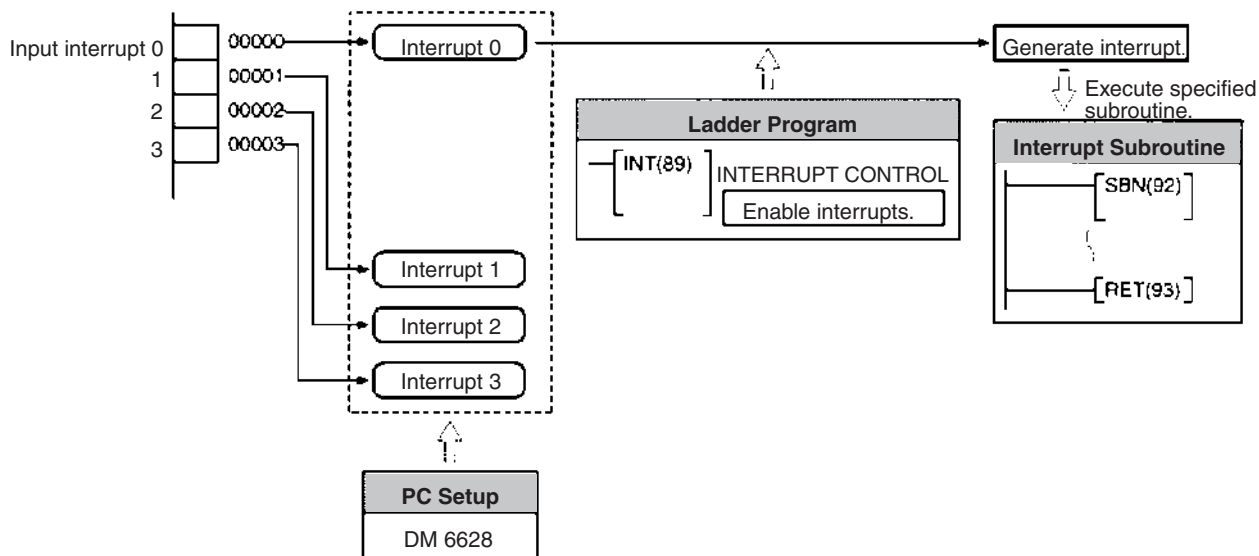 Input interrupt 0
00000
Interrupt 0
Generate interrupt.
1
00001
2
00002
3
00003
Execute specified
subroutine.
Ladder Program
INT(89)
INTERRUPT CONTROL
Enable interrupts.
Interrupt Subroutine
SBN(92)
RET(93)
Interrupt 1
Interrupt 2
Interrupt 3
PC Setup
DM 6628